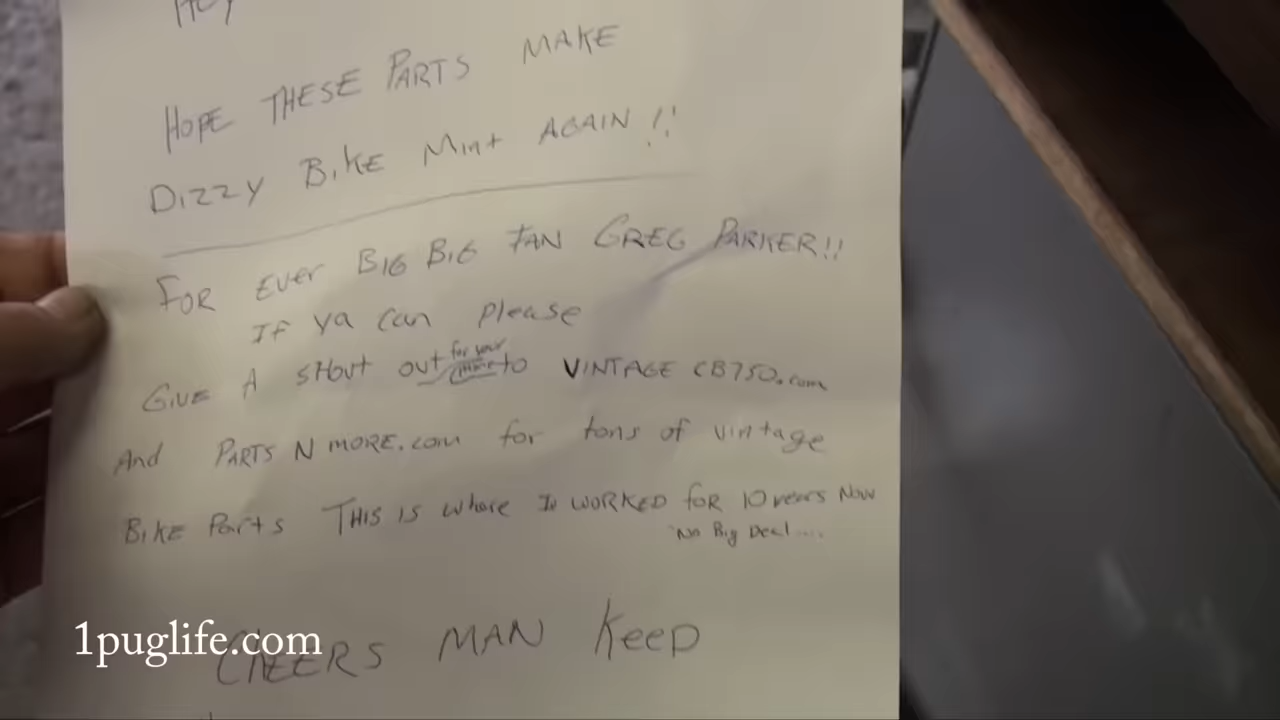 Hey
HOPE THESE PARTS MAKE
DIZZY BIKE MINT AGAIN !!
FOR EVER BIG BIG FAN GREG PARKER!!
IF YA CAN PLEASE
GIVE A SHOUT OUT for your to VINTAGE CB750.com
And PARTS N MORE.com for tons of vintage
BIKE PARTS THIS IS where I WORKED for 10 years NOW
No Big Deal....
CHEERS MAN KEEP
1puglife.com